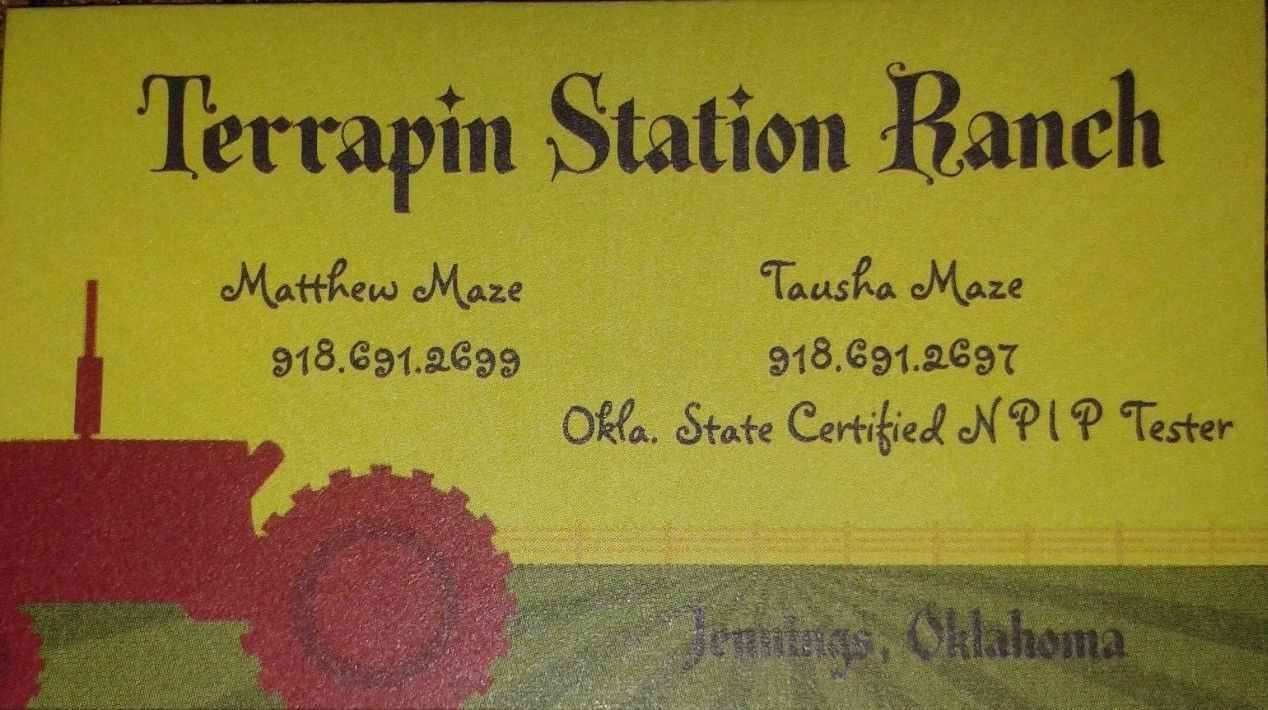 Terrapin Station Ranch
Matthew Maze
918.691.2699
Tausha Maze
918.691.2697
Okla. State Certified N P I P Tester
Jennings, Oklahoma